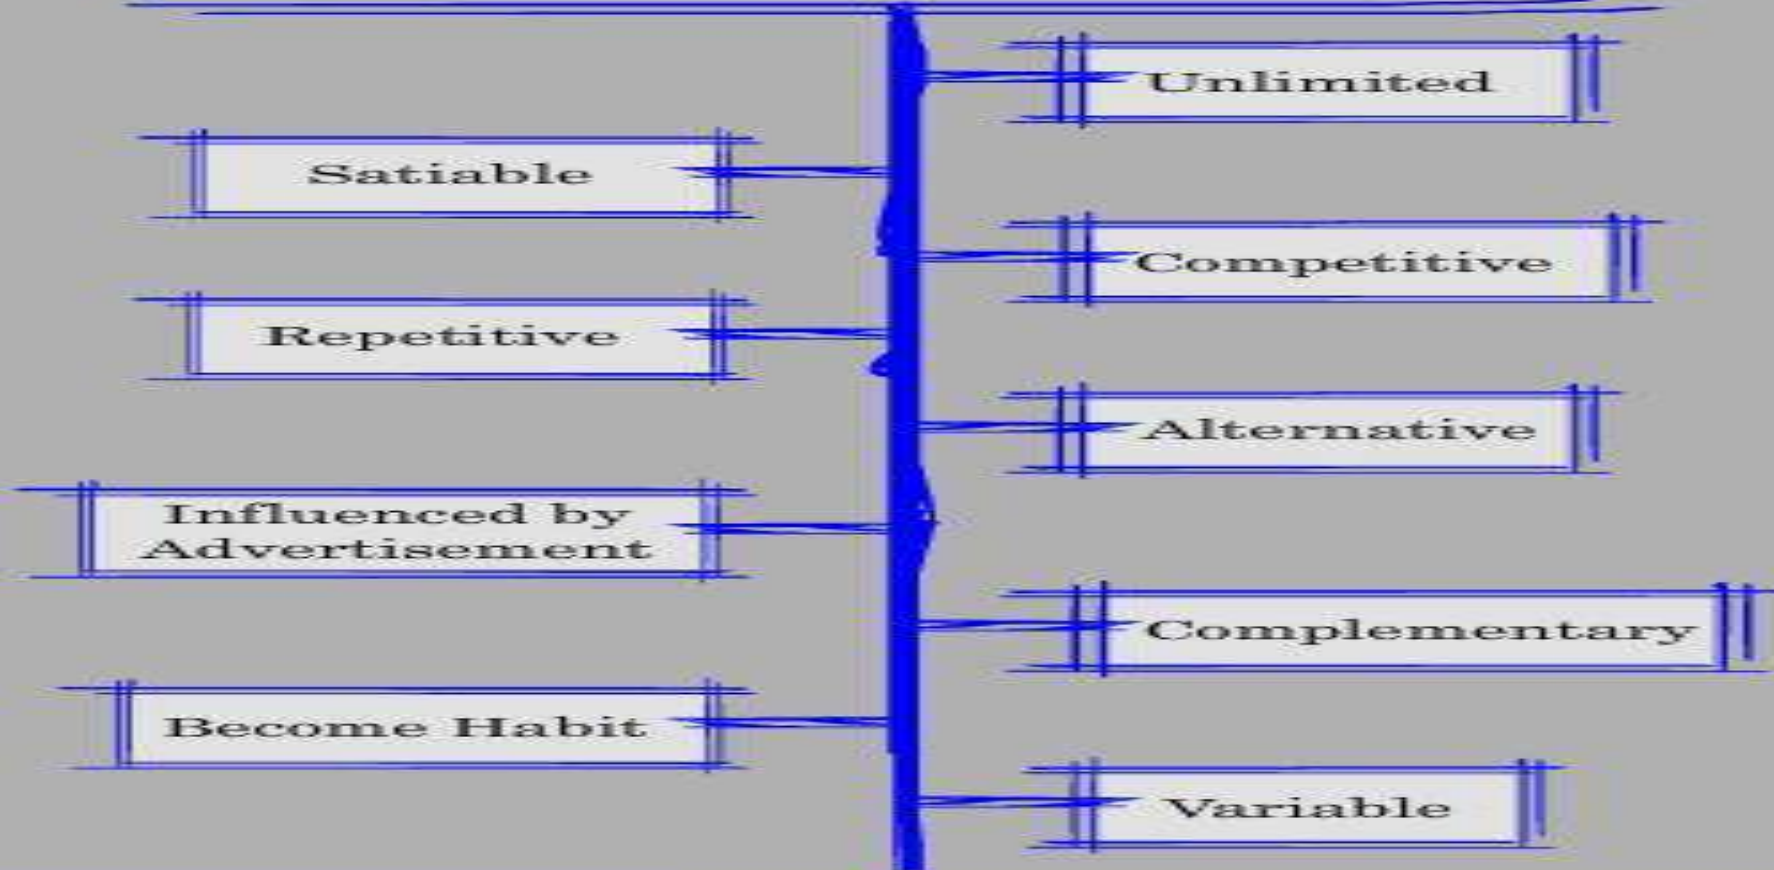 Unlimited
Satiable
Competitive
Repetitive
Alternative
Influenced by
Advertisement
Complementary
Become Habit
Variable